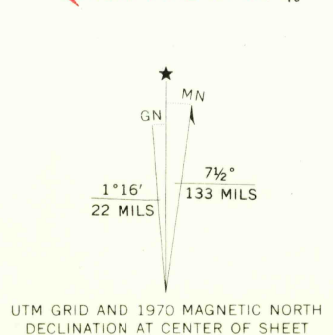 MN
GN
7½°
133 MILS
1°16′
22 MILS
UTM GRID AND 1970 MAGNETIC NORTH
DECLINATION AT CENTER OF SHEET